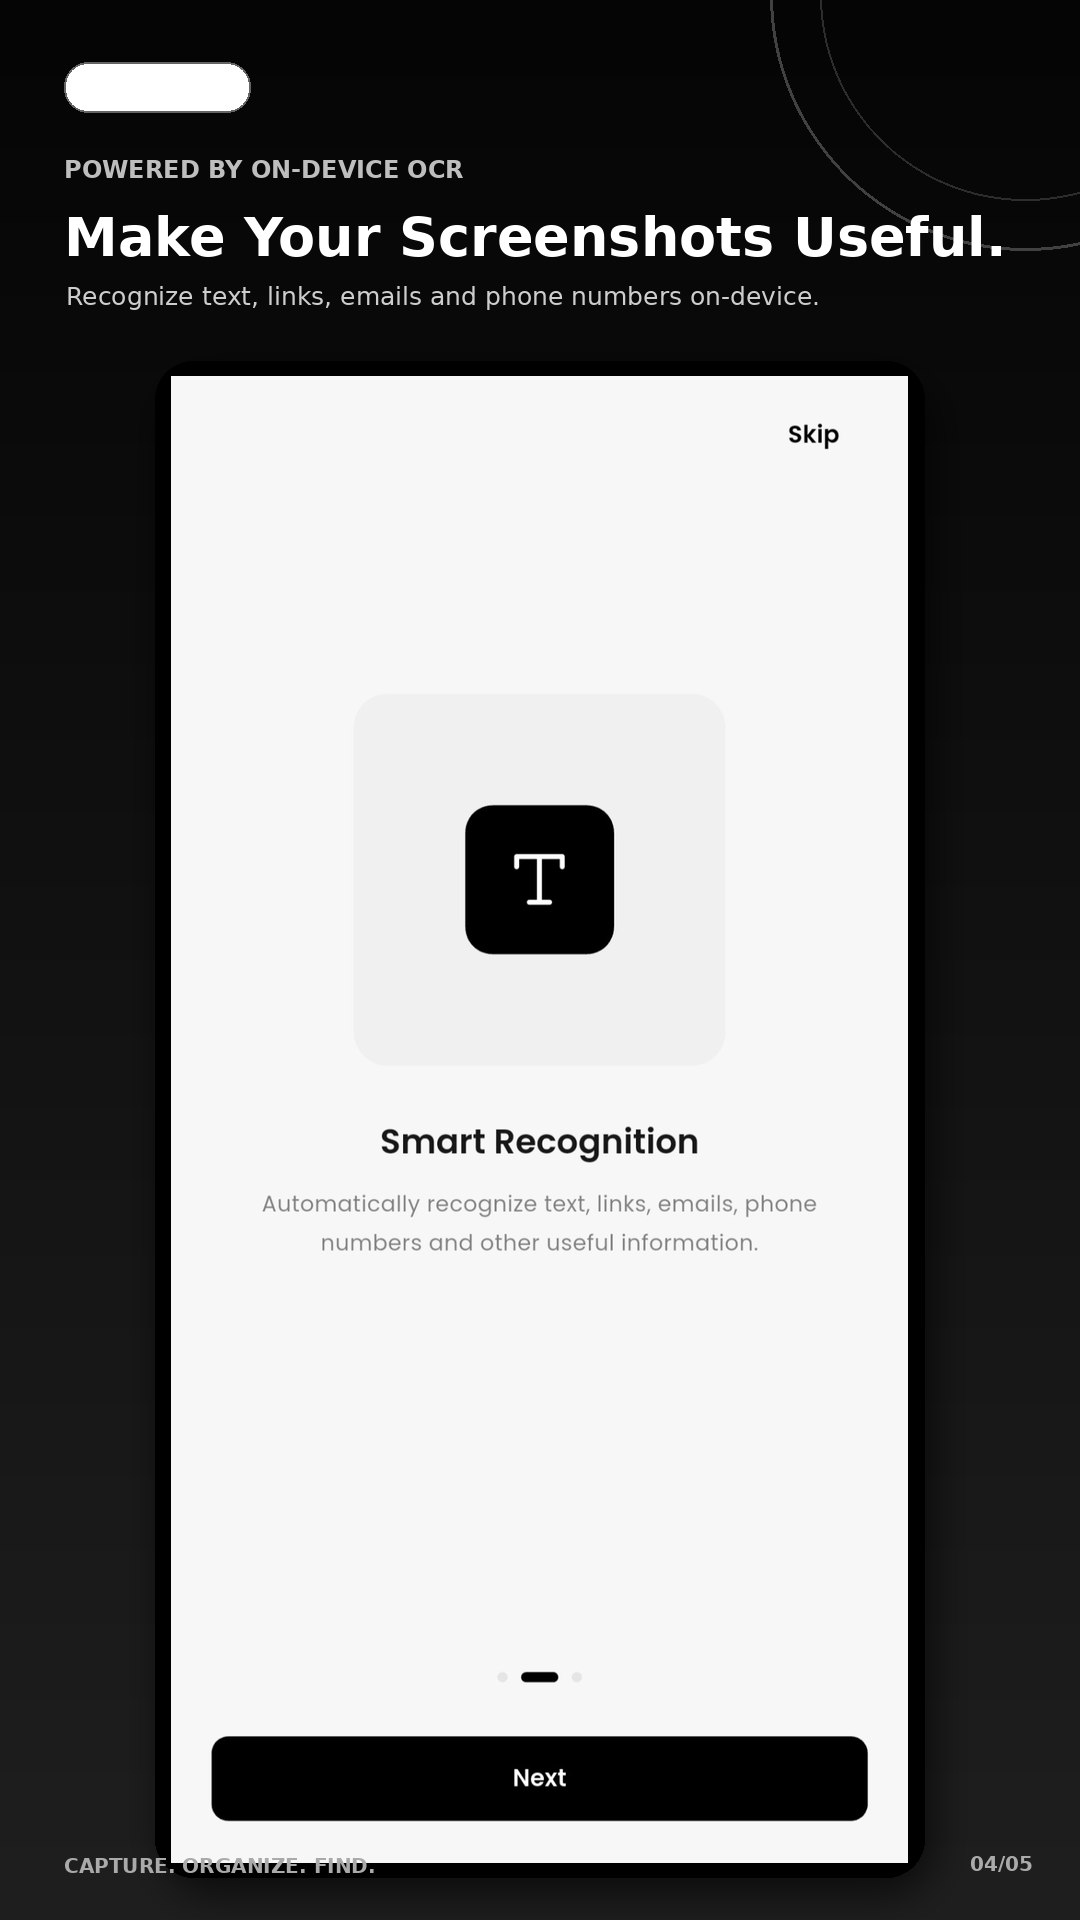 POWERED BY ON-DEVICE OCR
Make Your Screenshots Useful.
Recognize text, links, emails and phone numbers on-device.
Skip
T
Smart Recognition
Automatically recognize text, links, emails, phone
numbers and other useful information.
Next
CAPTURE. ORGANIZE. FIND.
04/05